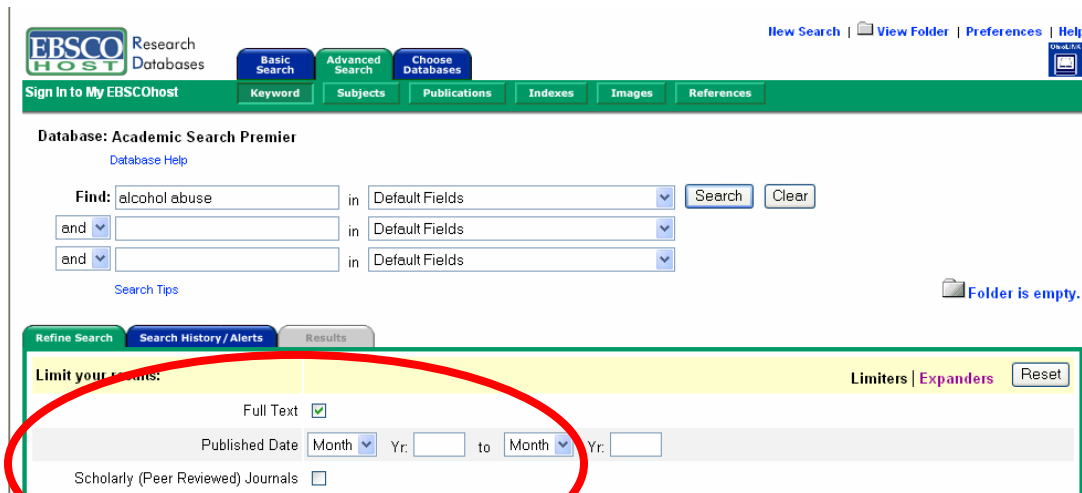 New Search | View Folder | Preferences | Help
EBSCO HOST Research Databases
Basic Search Advanced Search Choose Databases
OhioLINK
Sign In to My EBSCOhost Keyword Subjects Publications Indexes Images References
Database: Academic Search Premier
Database Help
Find: alcohol abuse in Default Fields Search Clear
and in Default Fields
and in Default Fields
Search Tips
Folder is empty.
Refine Search Search History/Alerts Results
Limit your results: Limiters | Expanders Reset
Full Text
Published Date Month Yr: to Month Yr:
Scholarly (Peer Reviewed) Journals